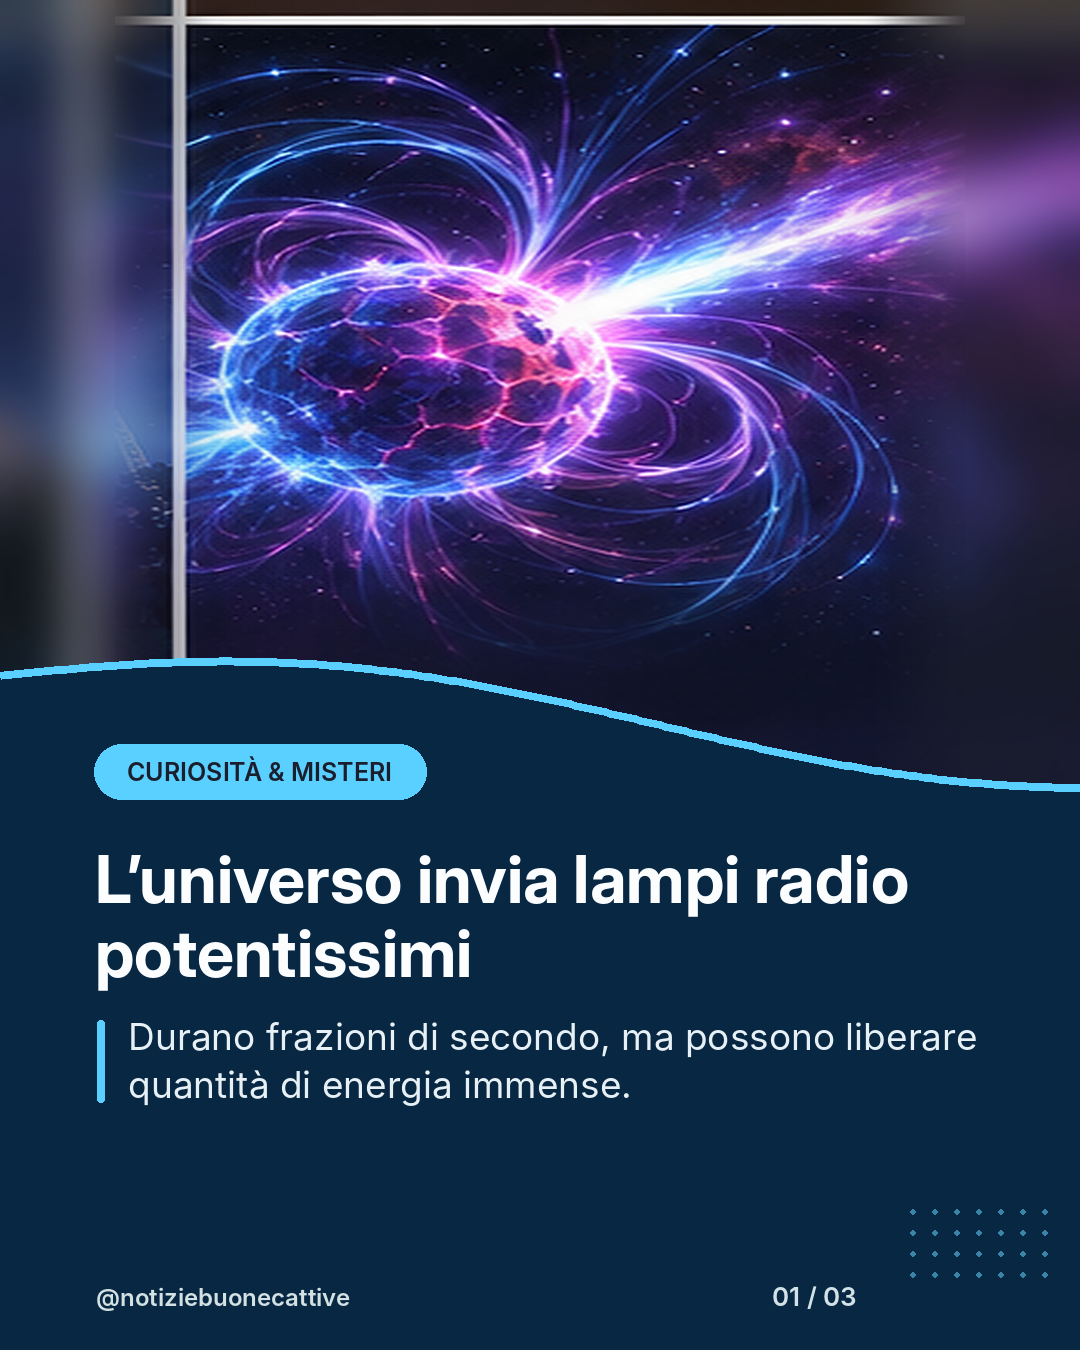 CURIOSITÀ & MISTERI
L’universo invia lampi radio
potentissimi
Durano frazioni di secondo, ma possono liberare
quantità di energia immense.
@notiziebuonecattive
01 / 03